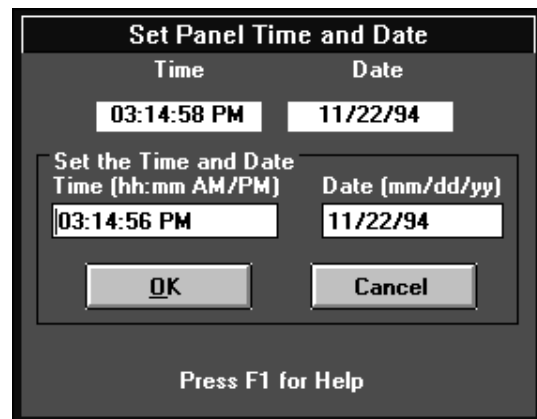 Set Panel Time and Date
Time Date
03:14:58 PM 11/22/94
Set the Time and Date
Time (hh:mm AM/PM) Date (mm/dd/yy)
03:14:56 PM 11/22/94
OK Cancel
Press F1 for Help